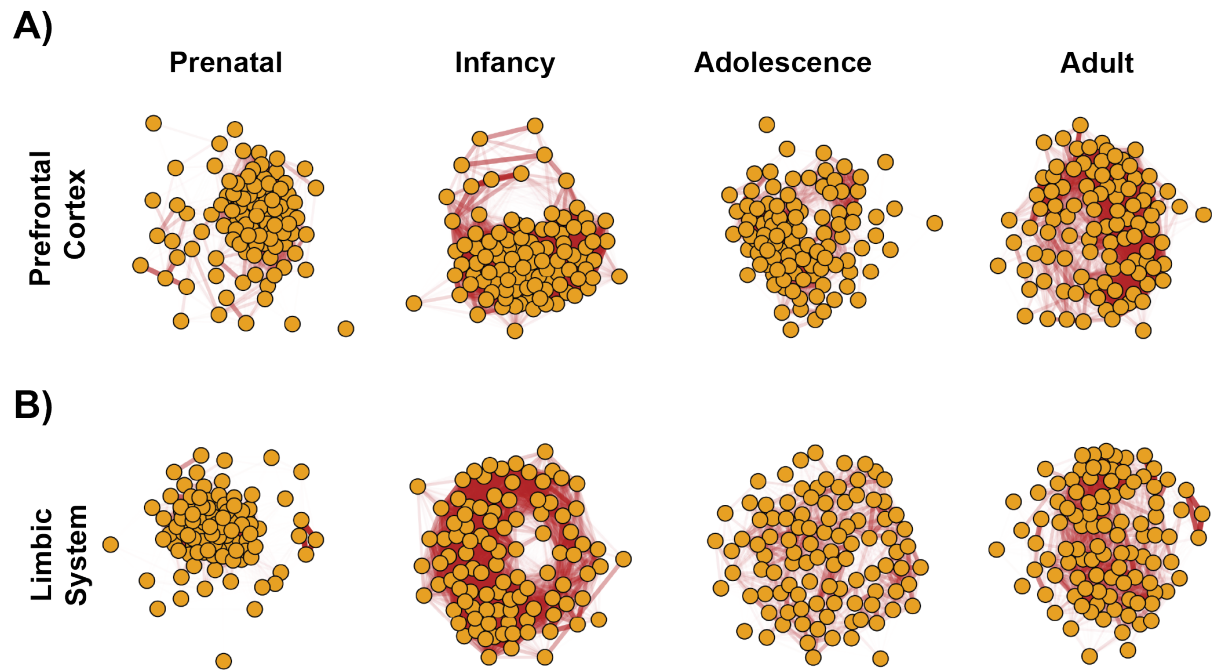 A)
Prenatal
Infancy
Adolescence
Adult
Prefrontal
Cortex
B)
Limbic
System